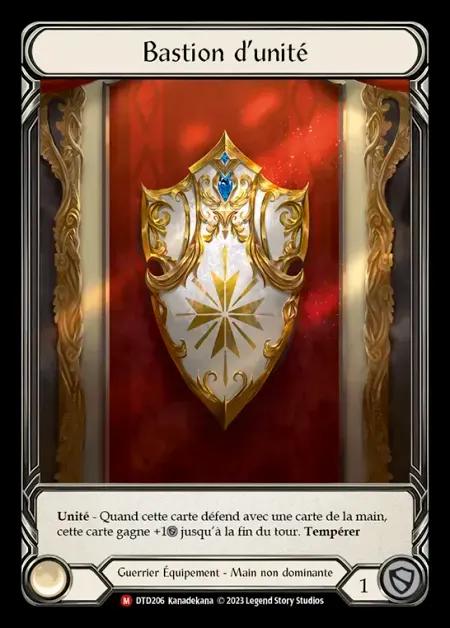 Bastion d'unité
Unité - Quand cette carte défend avec une carte de la main,
cette carte gagne +1 jusqu'à la fin du tour. Tempérer
Guerrier Équipement - Main non dominante
1
M DTD206 Kanadekana © 2023 Legend Story Studios